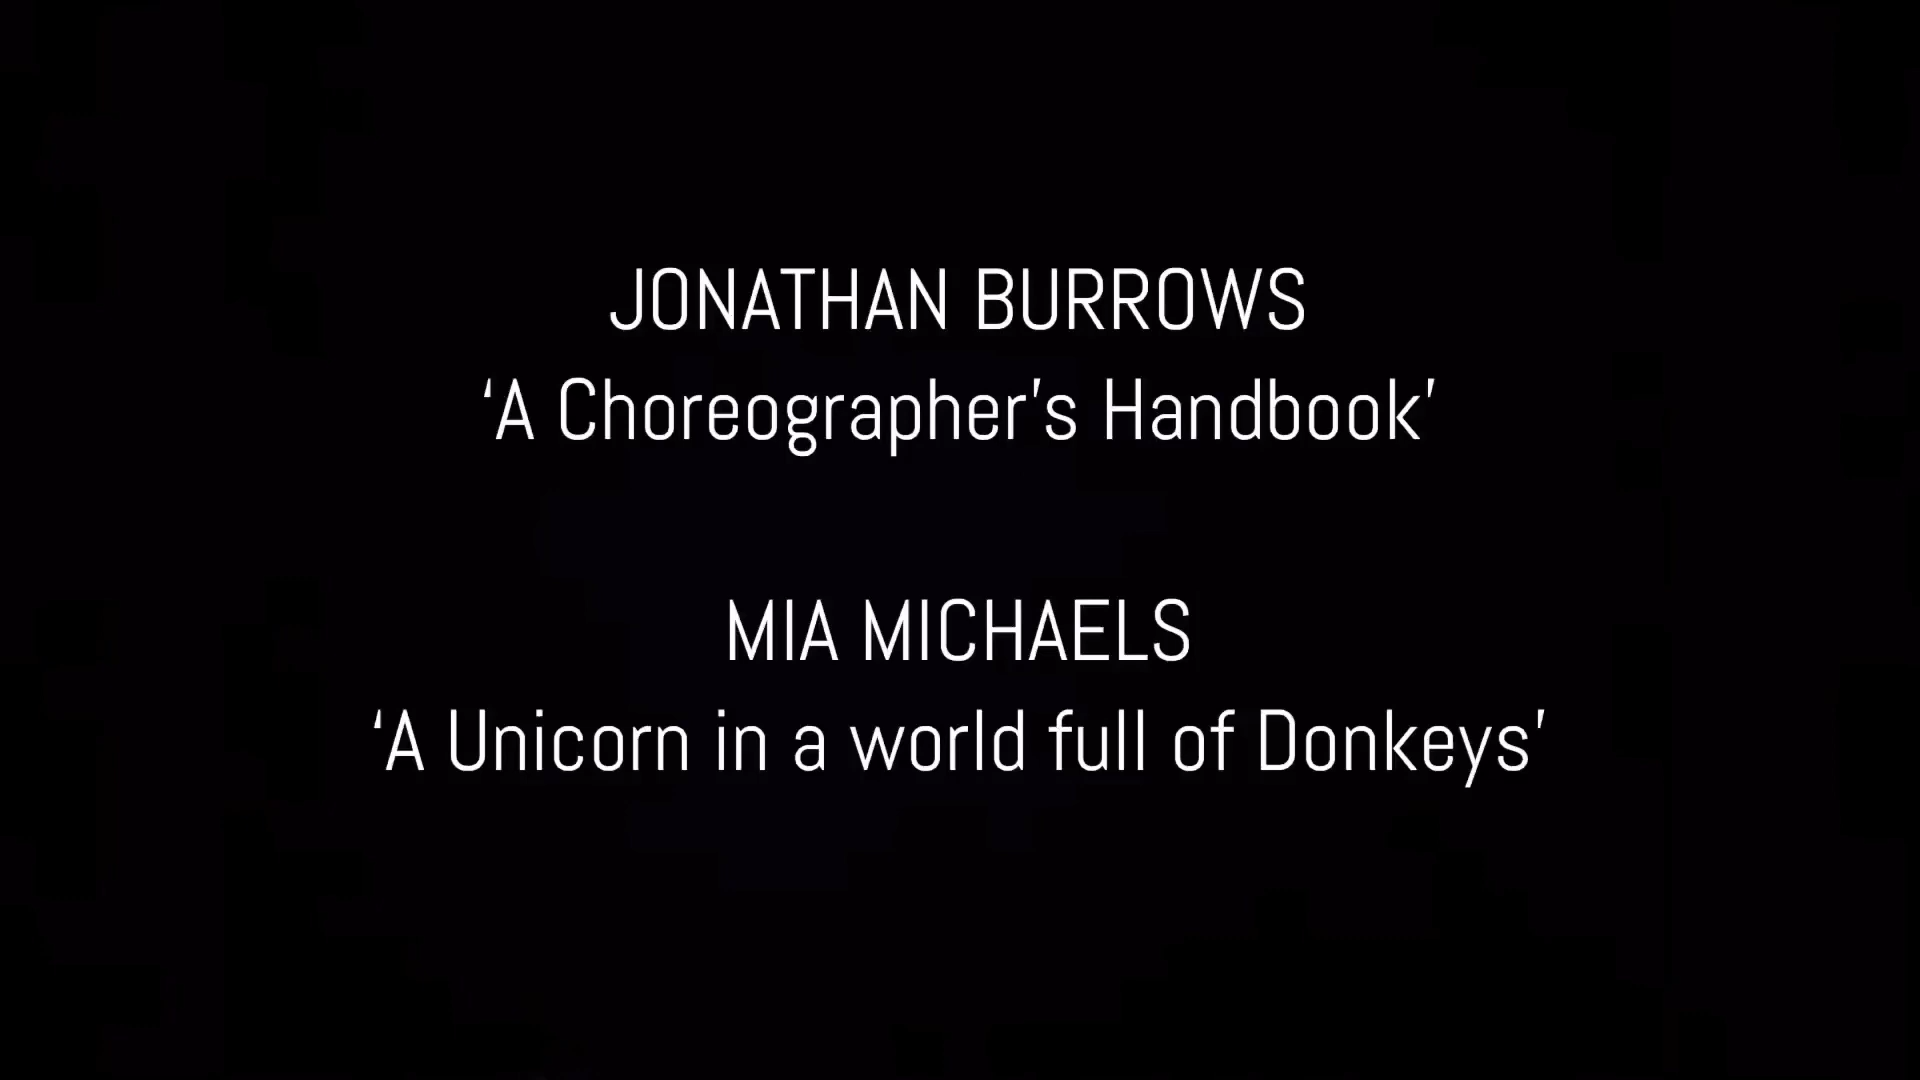 JONATHAN BURROWS
‘A Choreographer’s Handbook’
MIA MICHAELS
‘A Unicorn in a world full of Donkeys’